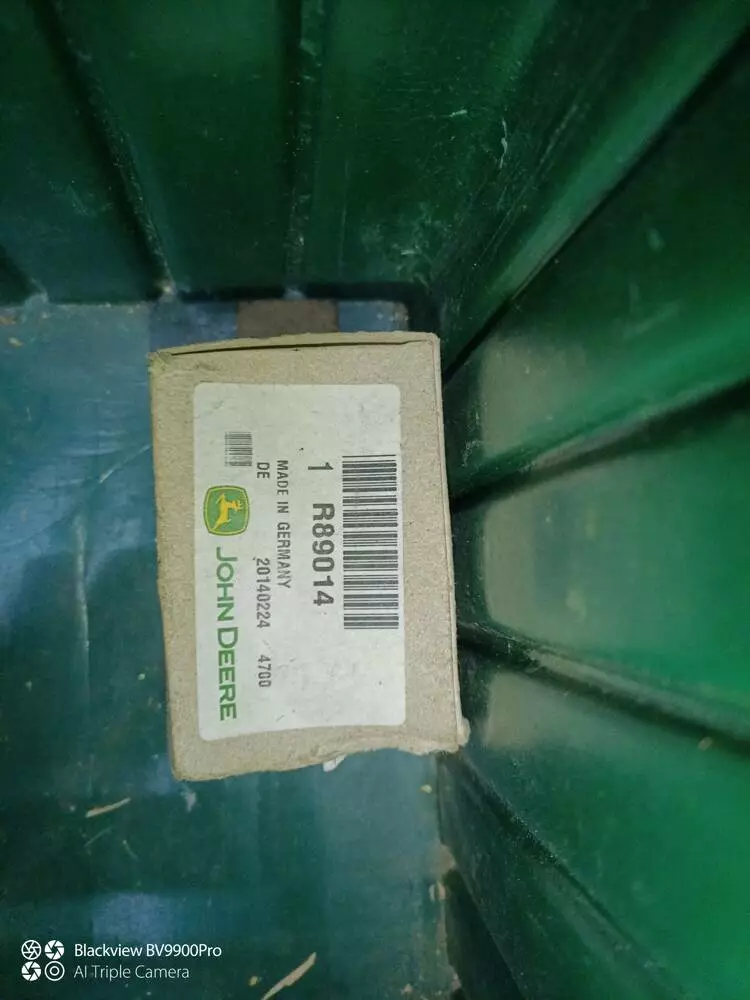 1 R89014
MADE IN GERMANY
DE 20140224 4700
JOHN DEERE
Blackview BV9900Pro
AI Triple Camera